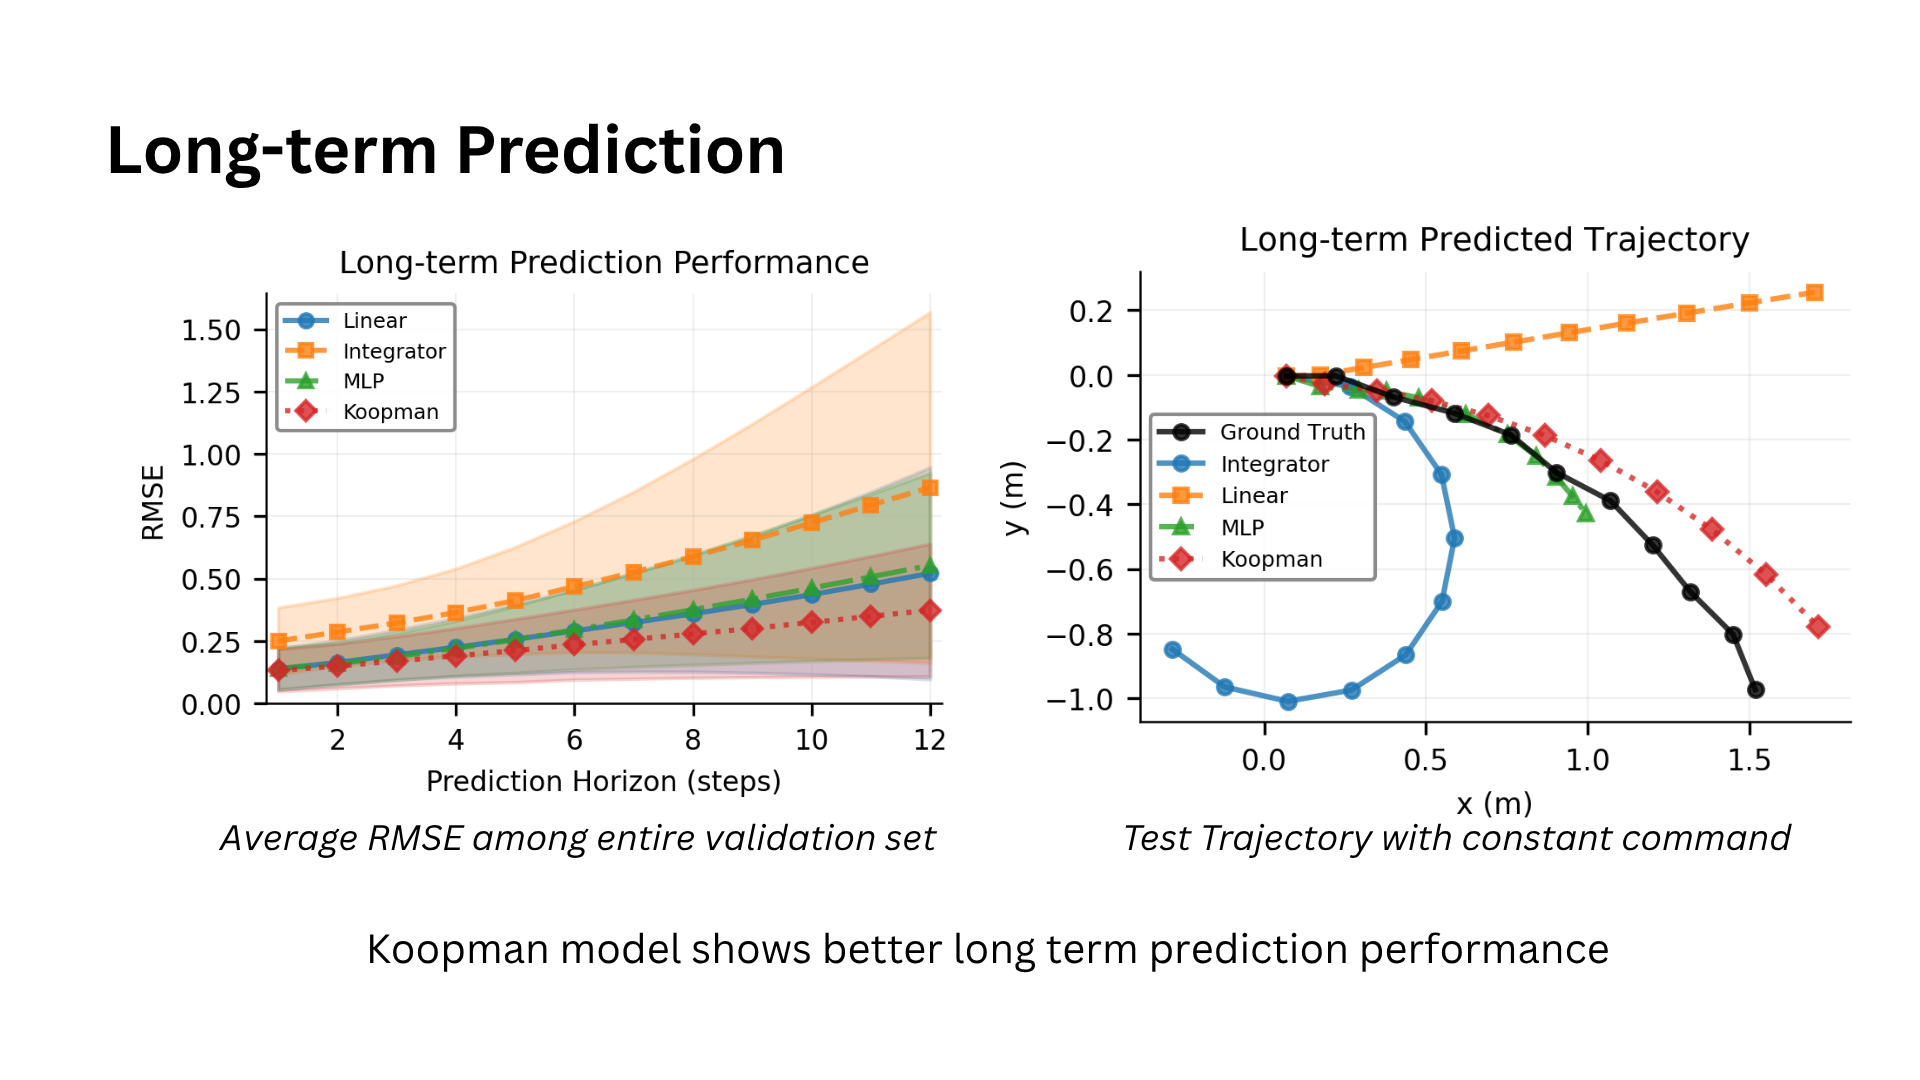 Long-term Prediction
Long-term Prediction Performance
1.50
1.25
1.00
0.75
0.50
0.25
0.00
RMSE
Linear
Integrator
MLP
Koopman
2 4 6 8 10 12
Prediction Horizon (steps)
Average RMSE among entire validation set
Long-term Predicted Trajectory
0.2
0.0
−0.2
−0.4
−0.6
−0.8
−1.0
y (m)
Ground Truth
Integrator
Linear
MLP
Koopman
0.0 0.5 1.0 1.5
x (m)
Test Trajectory with constant command
Koopman model shows better long term prediction performance